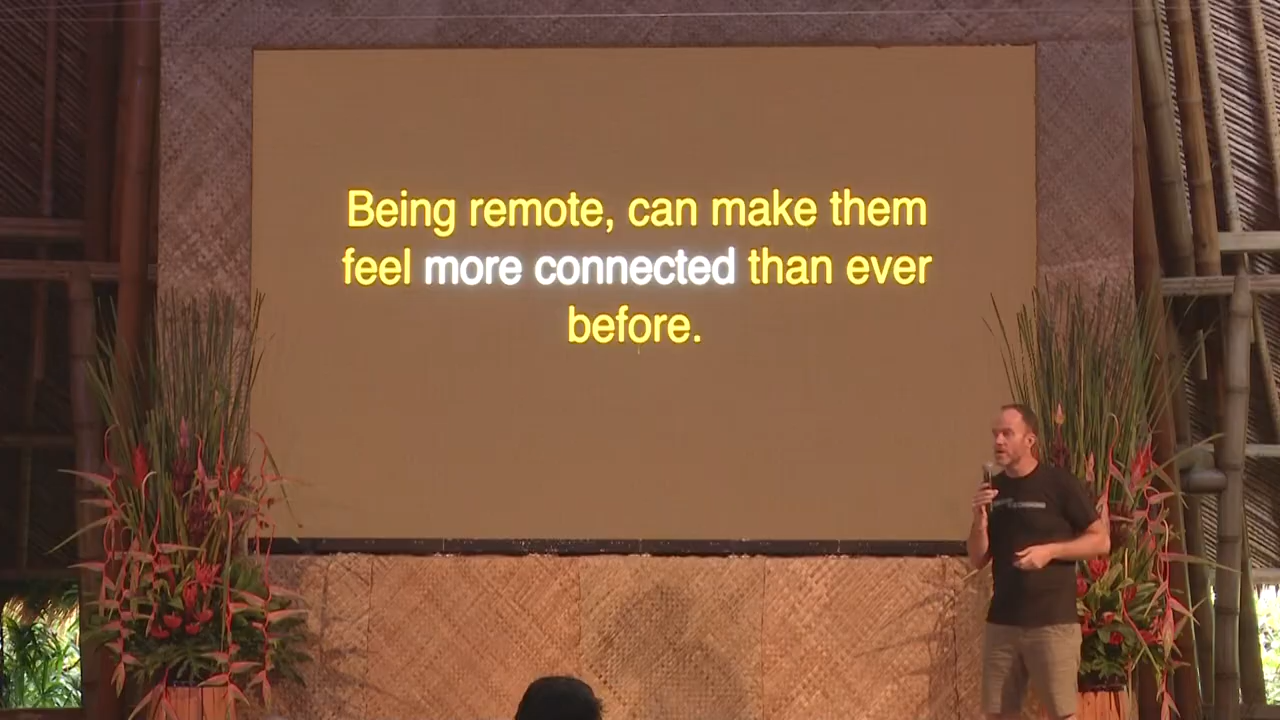 Being remote, can make them
feel more connected than ever
before.